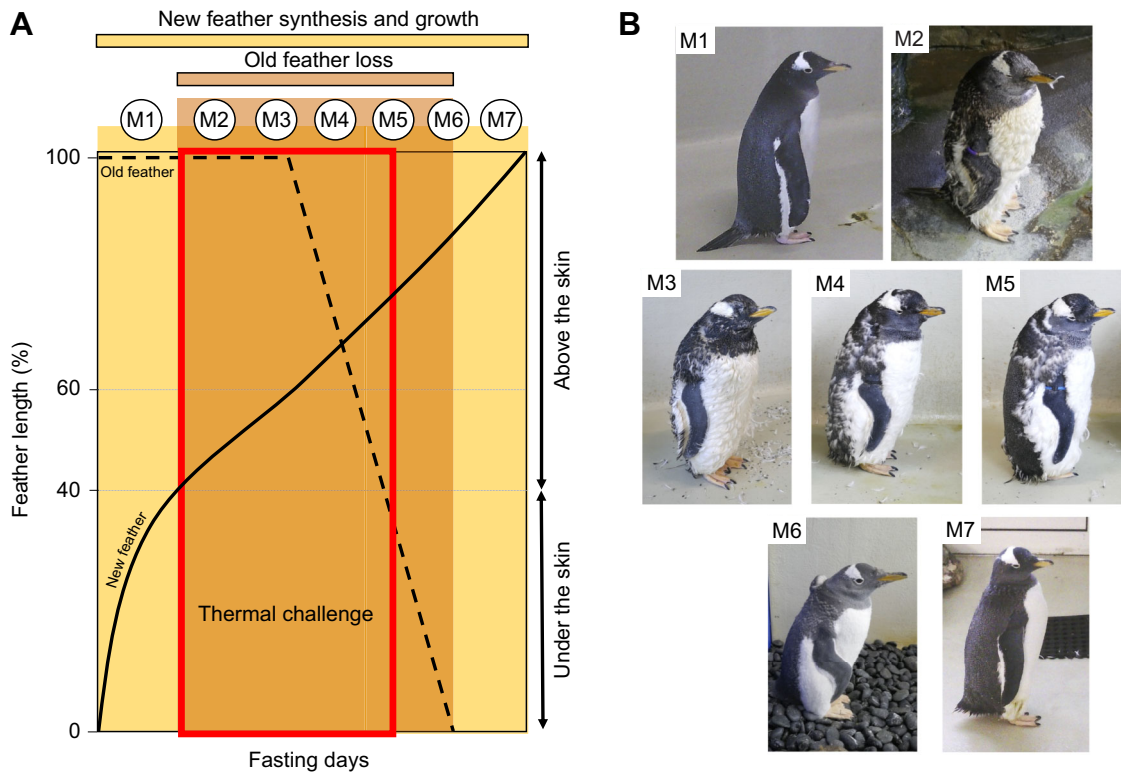 A
New feather synthesis and growth
Old feather loss
M1
M2
M3
M4
M5
M6
M7
100
60
40
0
Feather length (%)
Old feather
New feather
Thermal challenge
Above the skin
Under the skin
Fasting days
B
M1
M2
M3
M4
M5
M6
M7